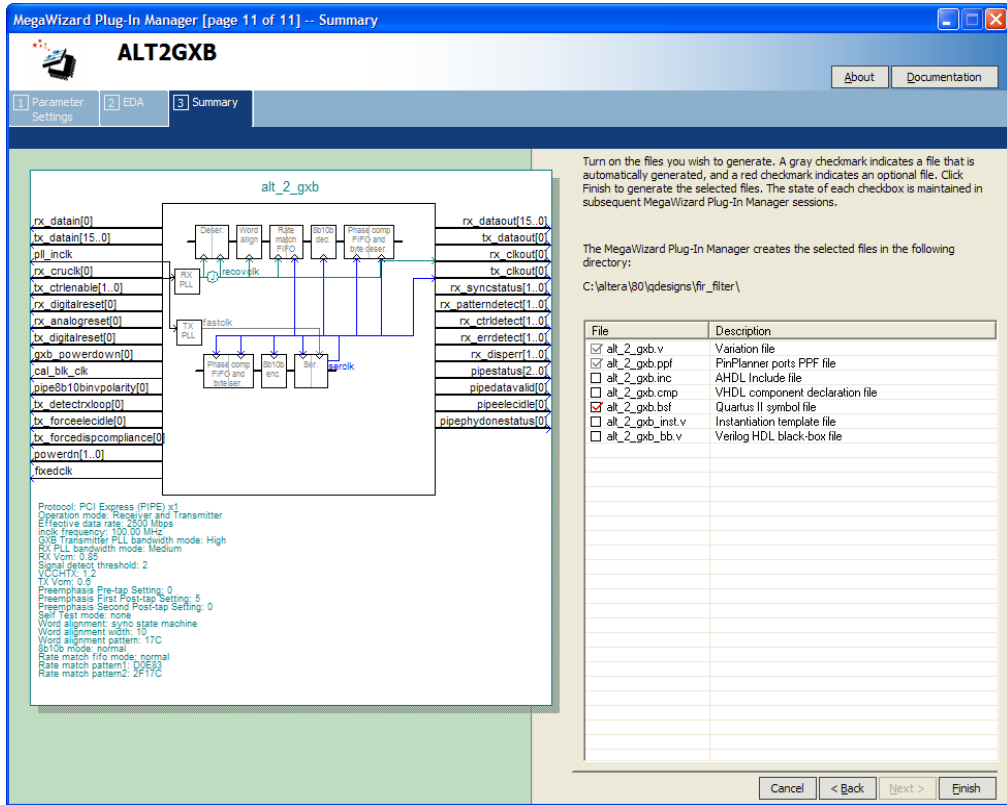 MegaWizard Plug-In Manager [page 11 of 11] -- Summary
ALT2GXB
About
Documentation
1 Parameter Settings
2 EDA
3 Summary
Turn on the files you wish to generate. A gray checkmark indicates a file that is
automatically generated, and a red checkmark indicates an optional file. Click
Finish to generate the selected files. The state of each checkbox is maintained in
subsequent MegaWizard Plug-In Manager sessions.
The MegaWizard Plug-In Manager creates the selected files in the following
directory:
C:\altera\80\qdesigns\fir_filter\
File Description
alt_2_gxb.v Variation file
alt_2_gxb.ppf PinPlanner ports PPF file
alt_2_gxb.inc AHDL Include file
alt_2_gxb.cmp VHDL component declaration file
alt_2_gxb.bsf Quartus II symbol file
alt_2_gxb_inst.v Instantiation template file
alt_2_gxb_bb.v Verilog HDL black-box file
alt_2_gxb
rx_datain[0]
tx_datain[15..0]
pll_inclk
rx_cruclk[0]
tx_ctrlenable[1..0]
rx_digitalreset[0]
rx_analogreset[0]
tx_digitalreset[0]
gxb_powerdown[0]
cal_blk_clk
pipe8b10binvpolarity[0]
tx_detectrxloop[0]
tx_forceelecidle[0]
tx_forcedispcompliance[0]
powerdn[1..0]
fixedclk
Deser.
Word
align
Rate
match
FIFO
8b10b
dec.
Phase comp
FIFO and
byte deser.
RX
PLL
2
recovclk
TX
PLL
fastclk
Phase comp
FIFO and
byte ser.
8b10b
enc.
Ser.
serclk
rx_dataout[15..0]
tx_dataout[0]
rx_clkout[0]
tx_clkout[0]
rx_syncstatus[1..0]
rx_patterndetect[1..0]
rx_ctrldetect[1..0]
rx_errdetect[1..0]
rx_disperr[1..0]
pipestatus[2..0]
pipedatavalid[0]
pipeelecidle[0]
pipephydonestatus[0]
Protocol: PCI Express (PIPE) x1
Operation mode: Receiver and Transmitter
Effective data rate: 2500 Mbps
inclk frequency: 100.00 MHz
GXB Transmitter PLL bandwidth mode: High
RX PLL bandwidth mode: Medium
RX Vcm: 0.85
Signal detect threshold: 2
VCCHTX: 1.2
TX Vcm: 0.6
Preemphasis Pre-tap Setting: 0
Preemphasis First Post-tap Setting: 5
Preemphasis Second Post-tap Setting: 0
Self Test mode: none
Word alignment: sync state machine
Word alignment width: 10
Word alignment pattern: 17C
8b10b mode: normal
Rate match fifo mode: normal
Rate match pattern1: D0E83
Rate match pattern2: 2F17C
Cancel
< Back
Next >
Finish